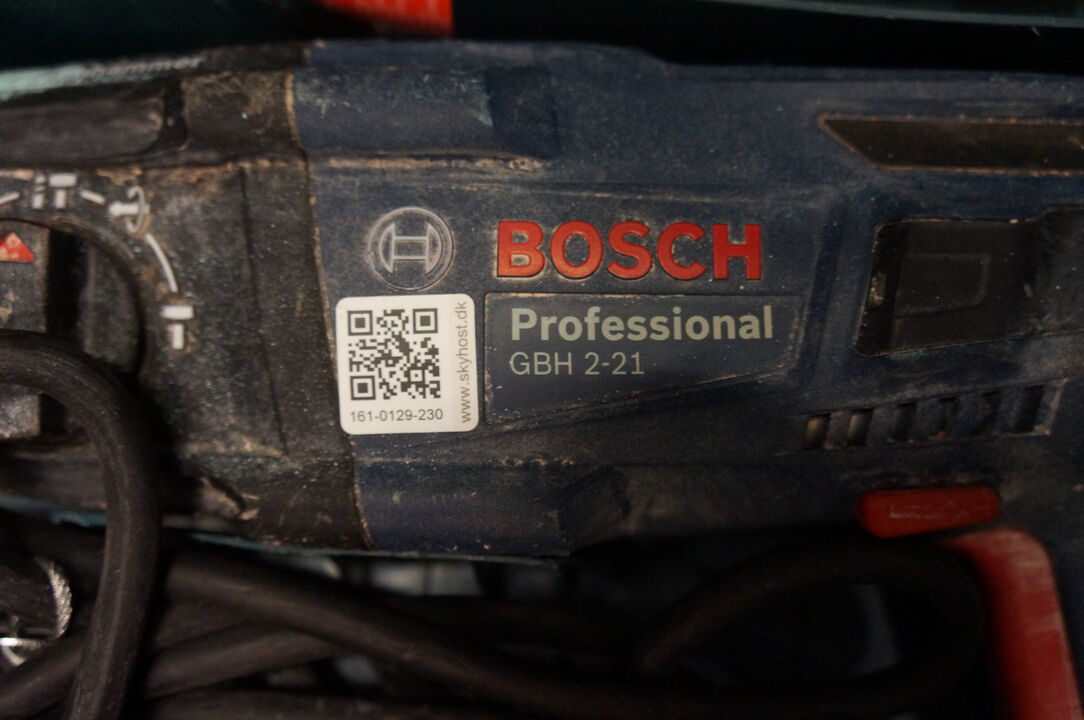 BOSCH
Professional
GBH 2-21
161-0129-230
www.skyhost.dk